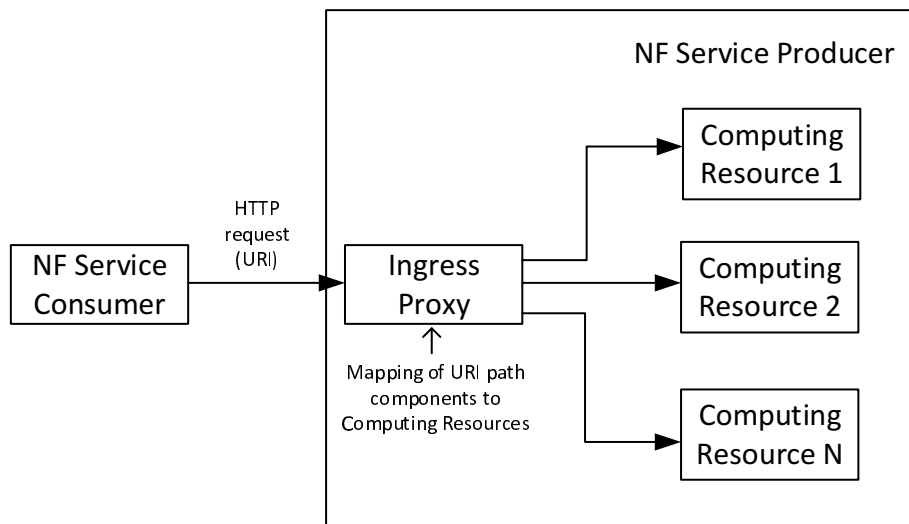 NF Service Producer
Computing
Resource 1
HTTP
request
(URI)
NF Service
Consumer
Ingress
Proxy
Computing
Resource 2
Mapping of URI path
components to
Computing Resources
Computing
Resource N